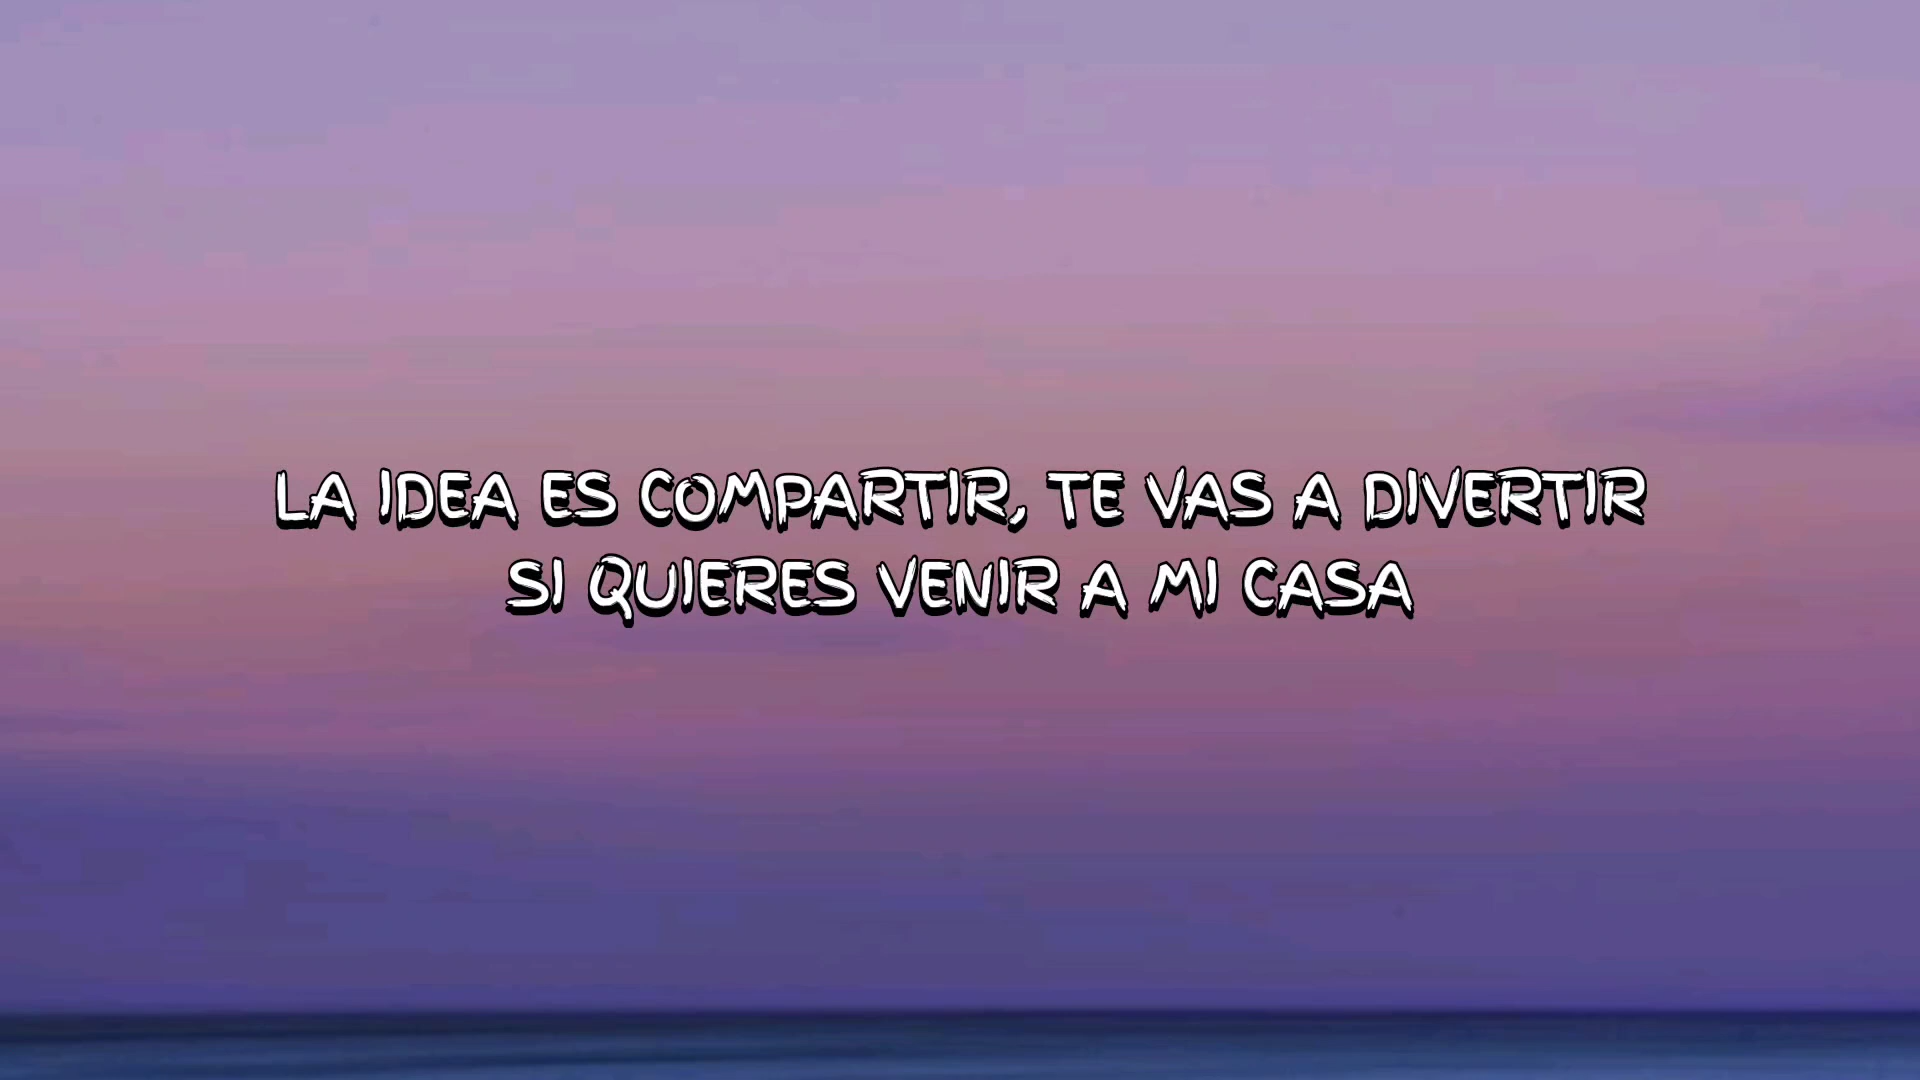 LA IDEA ES COMPARTIR, TE VAS A DIVERTIR
SI QUIERES VENIR A MI CASA